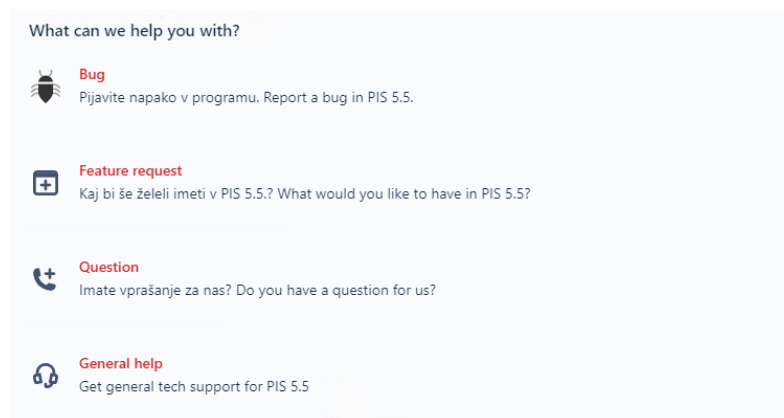 What can we help you with?
Bug
Pijavite napako v programu. Report a bug in PIS 5.5.
Feature request
Kaj bi še želeli imeti v PIS 5.5.? What would you like to have in PIS 5.5?
Question
Imate vprašanje za nas? Do you have a question for us?
General help
Get general tech support for PIS 5.5